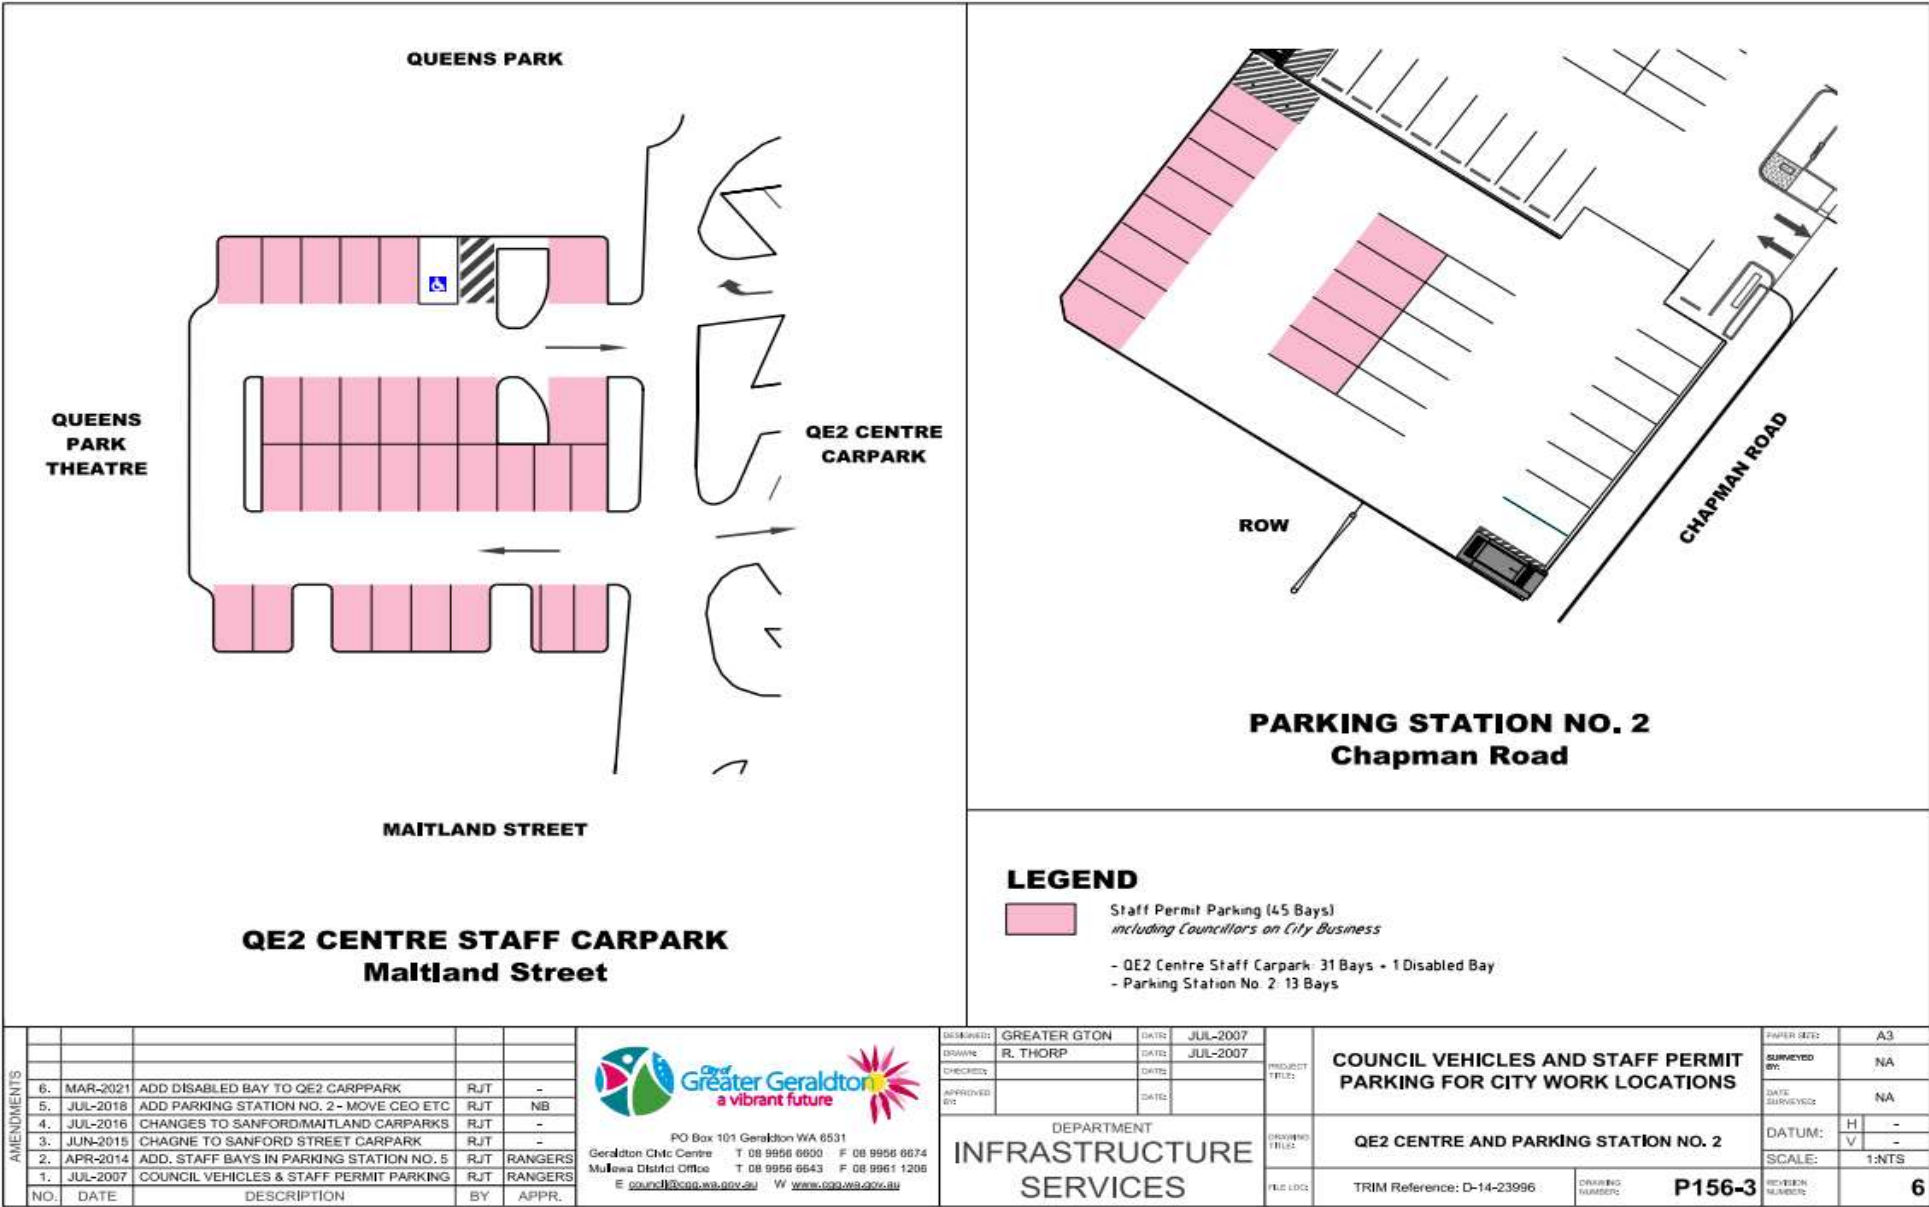 QUEENS PARK
QUEENS
PARK
THEATRE
QE2 CENTRE
CARPARK
MAITLAND STREET
QE2 CENTRE STAFF CARPARK
Maitland Street
ROW
CHAPMAN ROAD
PARKING STATION NO. 2
Chapman Road
LEGEND
Staff Permit Parking (45 Bays)
including Councillors on City Business
- QE2 Centre Staff Carpark: 31 Bays + 1 Disabled Bay
- Parking Station No. 2: 13 Bays
AMENDMENTS
6. MAR-2021 ADD DISABLED BAY TO QE2 CARPPARK RJT -
5. JUL-2018 ADD PARKING STATION NO. 2 - MOVE CEO ETC RJT NB
4. JUL-2016 CHANGES TO SANFORD/MAITLAND CARPARKS RJT -
3. JUN-2015 CHAGNE TO SANFORD STREET CARPARK RJT -
2. APR-2014 ADD. STAFF BAYS IN PARKING STATION NO. 5 RJT RANGERS
1. JUL-2007 COUNCIL VEHICLES & STAFF PERMIT PARKING RJT RANGERS
NO. DATE DESCRIPTION BY APPR.
City of
Greater Geraldton
a vibrant future
PO Box 101 Geraldton WA 6531
Geraldton Civic Centre T 08 9956 6600 F 08 9956 6674
Mullewa District Office T 08 9956 6643 F 08 9961 1206
E council@cgg.wa.gov.au W www.cgg.wa.gov.au
DESIGNED: GREATER GTON DATE: JUL-2007
DRAWN: R. THORP DATE: JUL-2007
CHECKED: DATE:
APPROVED BY: DATE:
DEPARTMENT
INFRASTRUCTURE
SERVICES
PROJECT TITLE:
COUNCIL VEHICLES AND STAFF PERMIT
PARKING FOR CITY WORK LOCATIONS
DRAWING TITLE: QE2 CENTRE AND PARKING STATION NO. 2
FILE LOC: TRIM Reference: D-14-23996
DRAWING NUMBER: P156-3
PAPER SIZE: A3
SURVEYED BY: NA
DATE SURVEYED: NA
DATUM: H -
V -
SCALE: 1:NTS
REVISION NUMBER: 6